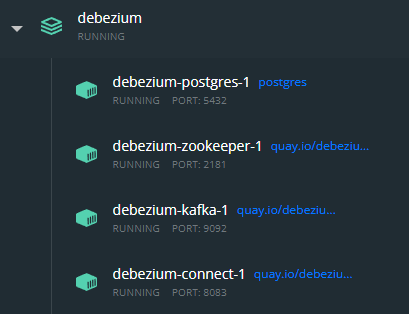 debezium
RUNNING
debezium-postgres-1 postgres
RUNNING PORT: 5432
debezium-zookeeper-1 quay.io/debeziu...
RUNNING PORT: 2181
debezium-kafka-1 quay.io/debeziu...
RUNNING PORT: 9092
debezium-connect-1 quay.io/debeziu...
RUNNING PORT: 8083